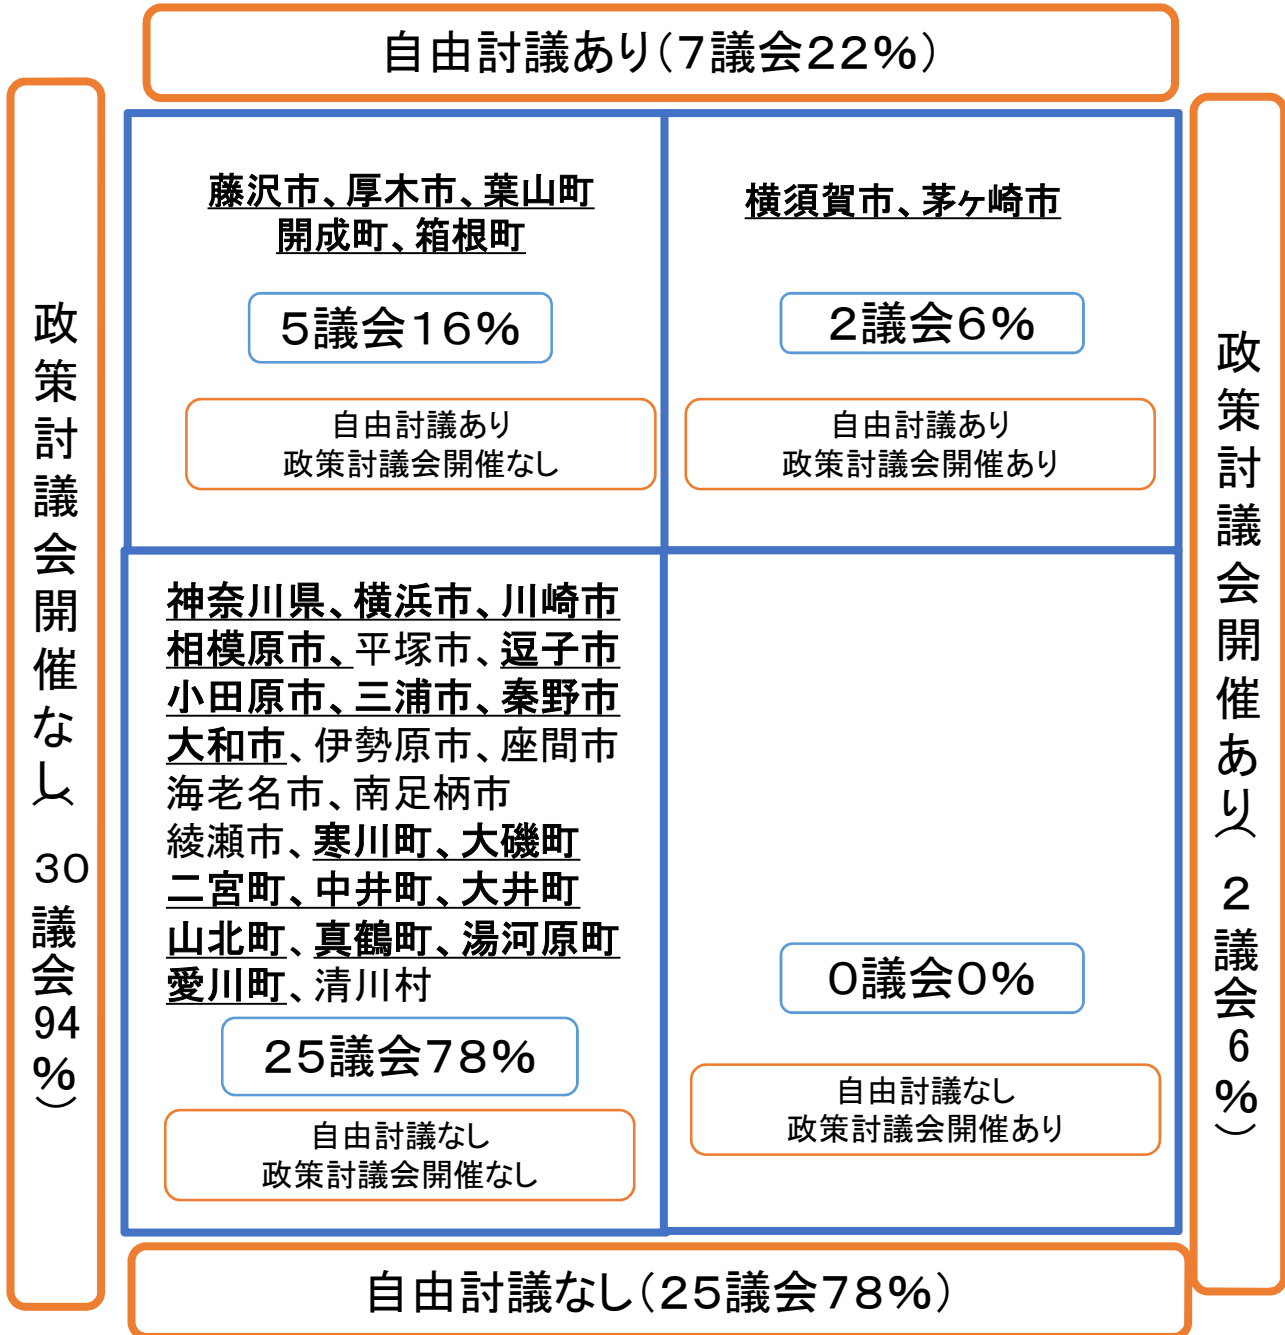 自由討議あり（７議会２２％）
政策討議会開催なし（３０議会９４％）
藤沢市、厚木市、葉山町
開成町、箱根町
５議会１６％
自由討議あり
政策討議会開催なし
横須賀市、茅ヶ崎市
２議会６％
自由討議あり
政策討議会開催あり
政策討議会開催あり（２議会６％）
神奈川県、横浜市、川崎市
相模原市、平塚市、逗子市
小田原市、三浦市、秦野市
大和市、伊勢原市、座間市
海老名市、南足柄市
綾瀬市、寒川町、大磯町
二宮町、中井町、大井町
山北町、真鶴町、湯河原町
愛川町、清川村
２５議会７８％
自由討議なし
政策討議会開催なし
０議会０％
自由討議なし
政策討議会開催あり
自由討議なし（２５議会７８％）